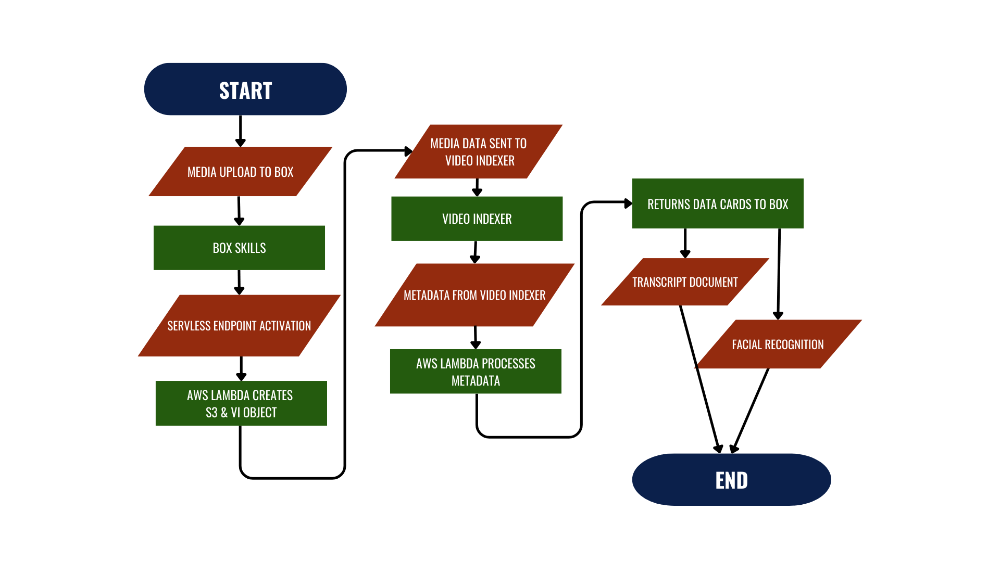 START
MEDIA UPLOAD TO BOX
BOX SKILLS
SERVLESS ENDPOINT ACTIVATION
AWS LAMBDA CREATES
S3 & VI OBJECT
MEDIA DATA SENT TO
VIDEO INDEXER
VIDEO INDEXER
METADATA FROM VIDEO INDEXER
AWS LAMBDA PROCESSES
METADATA
RETURNS DATA CARDS TO BOX
TRANSCRIPT DOCUMENT
FACIAL RECOGNITION
END